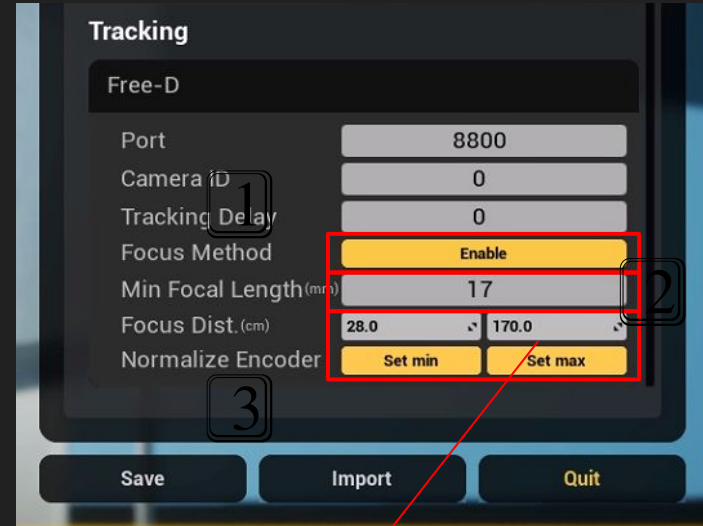 Tracking
Free-D
Port 8800
Camera ID 0
1
Tracking Delay 0
Focus Method Enable
Min Focal Length(mm) 17
2
Focus Dist.(cm) 28.0 170.0
Normalize Encoder Set min Set max
3
Save Import Quit